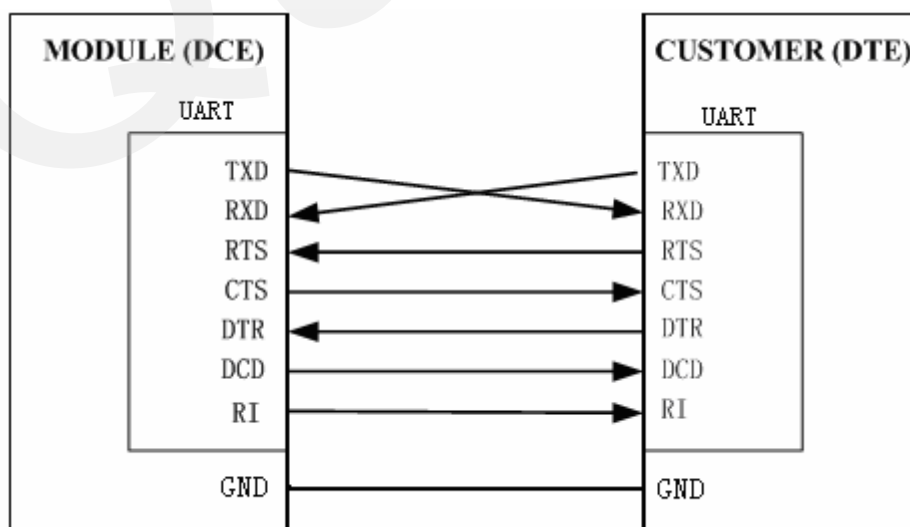 MODULE (DCE)
CUSTOMER (DTE)
UART
UART
TXD
TXD
RXD
RXD
RTS
RTS
CTS
CTS
DTR
DTR
DCD
DCD
RI
RI
GND
GND